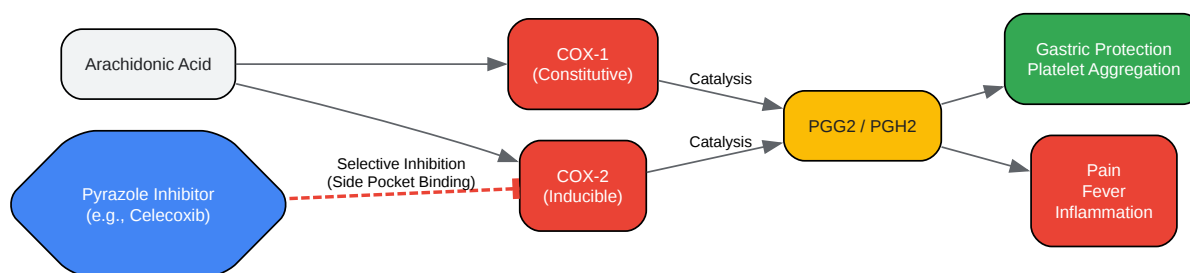 Arachidonic Acid
COX-1
(Constitutive)
Catalysis
Gastric Protection
Platelet Aggregation
PGG2 / PGH2
Pyrazole Inhibitor
(e.g., Celecoxib)
Selective Inhibition
(Side Pocket Binding)
COX-2
(Inducible)
Catalysis
Pain
Fever
Inflammation